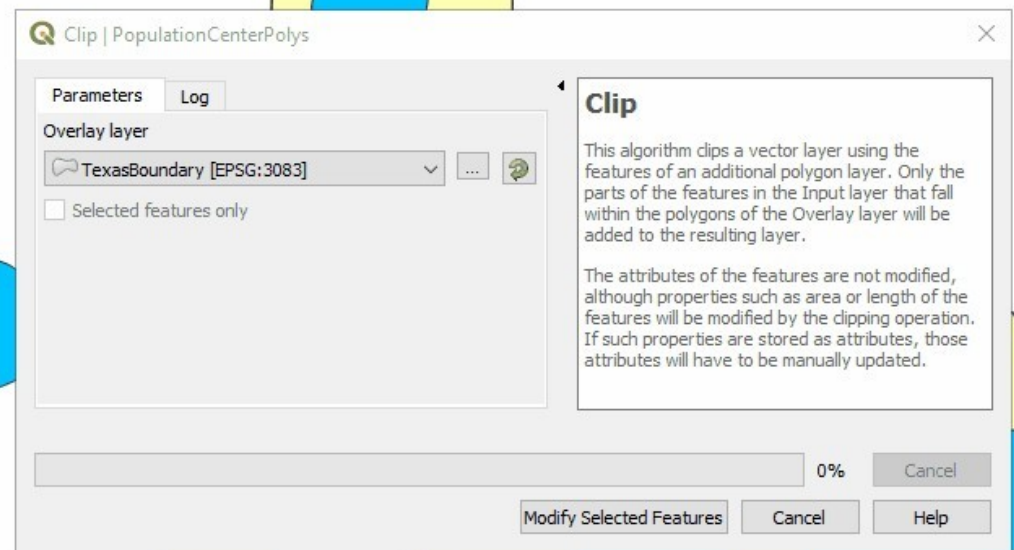 Clip | PopulationCenterPolys
Parameters
Log
Overlay layer
TexasBoundary [EPSG:3083]
...
Selected features only
Clip
This algorithm clips a vector layer using the
features of an additional polygon layer. Only the
parts of the features in the Input layer that fall
within the polygons of the Overlay layer will be
added to the resulting layer.
The attributes of the features are not modified,
although properties such as area or length of the
features will be modified by the clipping operation.
If such properties are stored as attributes, those
attributes will have to be manually updated.
0%
Cancel
Modify Selected Features
Cancel
Help